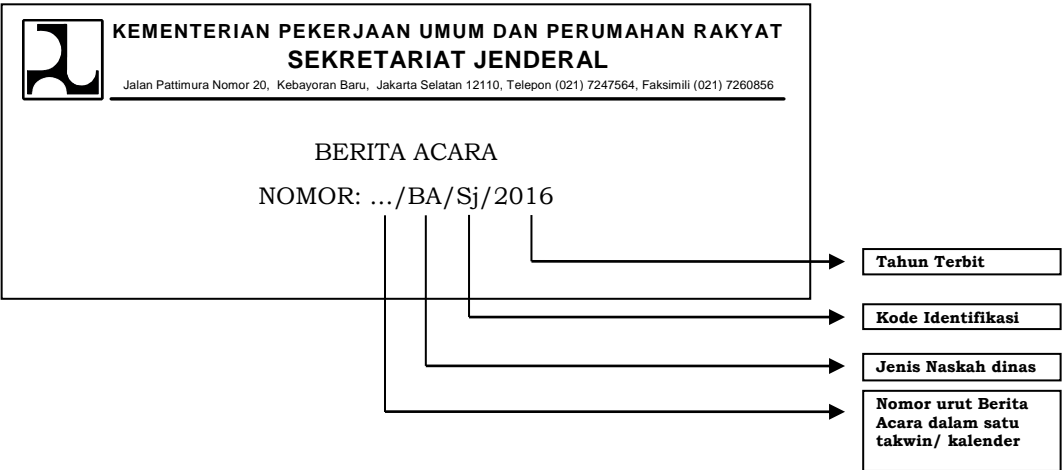 KEMENTERIAN PEKERJAAN UMUM DAN PERUMAHAN RAKYAT
SEKRETARIAT JENDERAL
Jalan Pattimura Nomor 20, Kebayoran Baru, Jakarta Selatan 12110, Telepon (021) 7247564, Faksimili (021) 7260856
BERITA ACARA
NOMOR: .../BA/Sj/2016
Tahun Terbit
Kode Identifikasi
Jenis Naskah dinas
Nomor urut Berita
Acara dalam satu
takwin/ kalender